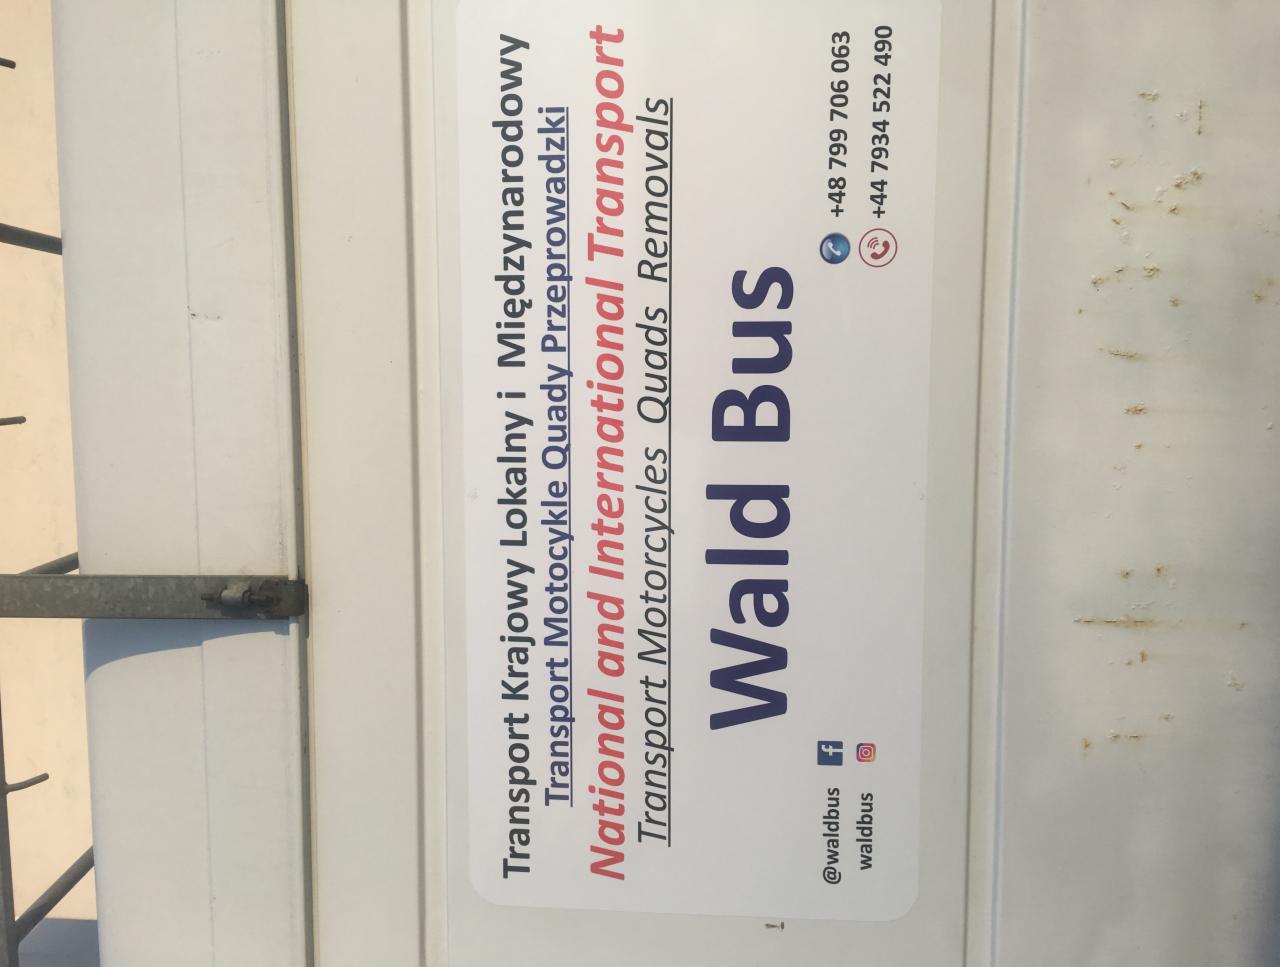 Transport Krajowy Lokalny i Międzynarodowy
Transport Motocykle Quady Przeprowadzki
National and International Transport
Transport Motorcycles Quads Removals
Wald Bus
@waldbus
waldbus
+48 799 706 063
+44 7934 522 490